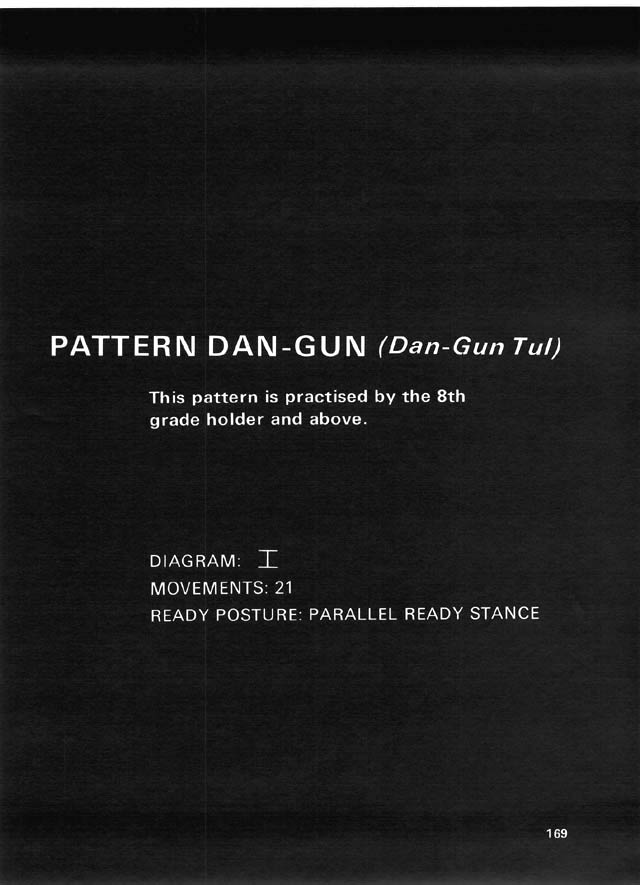 PATTERN DAN-GUN (Dan-Gun Tul)
This pattern is practised by the 8th
grade holder and above.
DIAGRAM: 工
MOVEMENTS: 21
READY POSTURE: PARALLEL READY STANCE
169